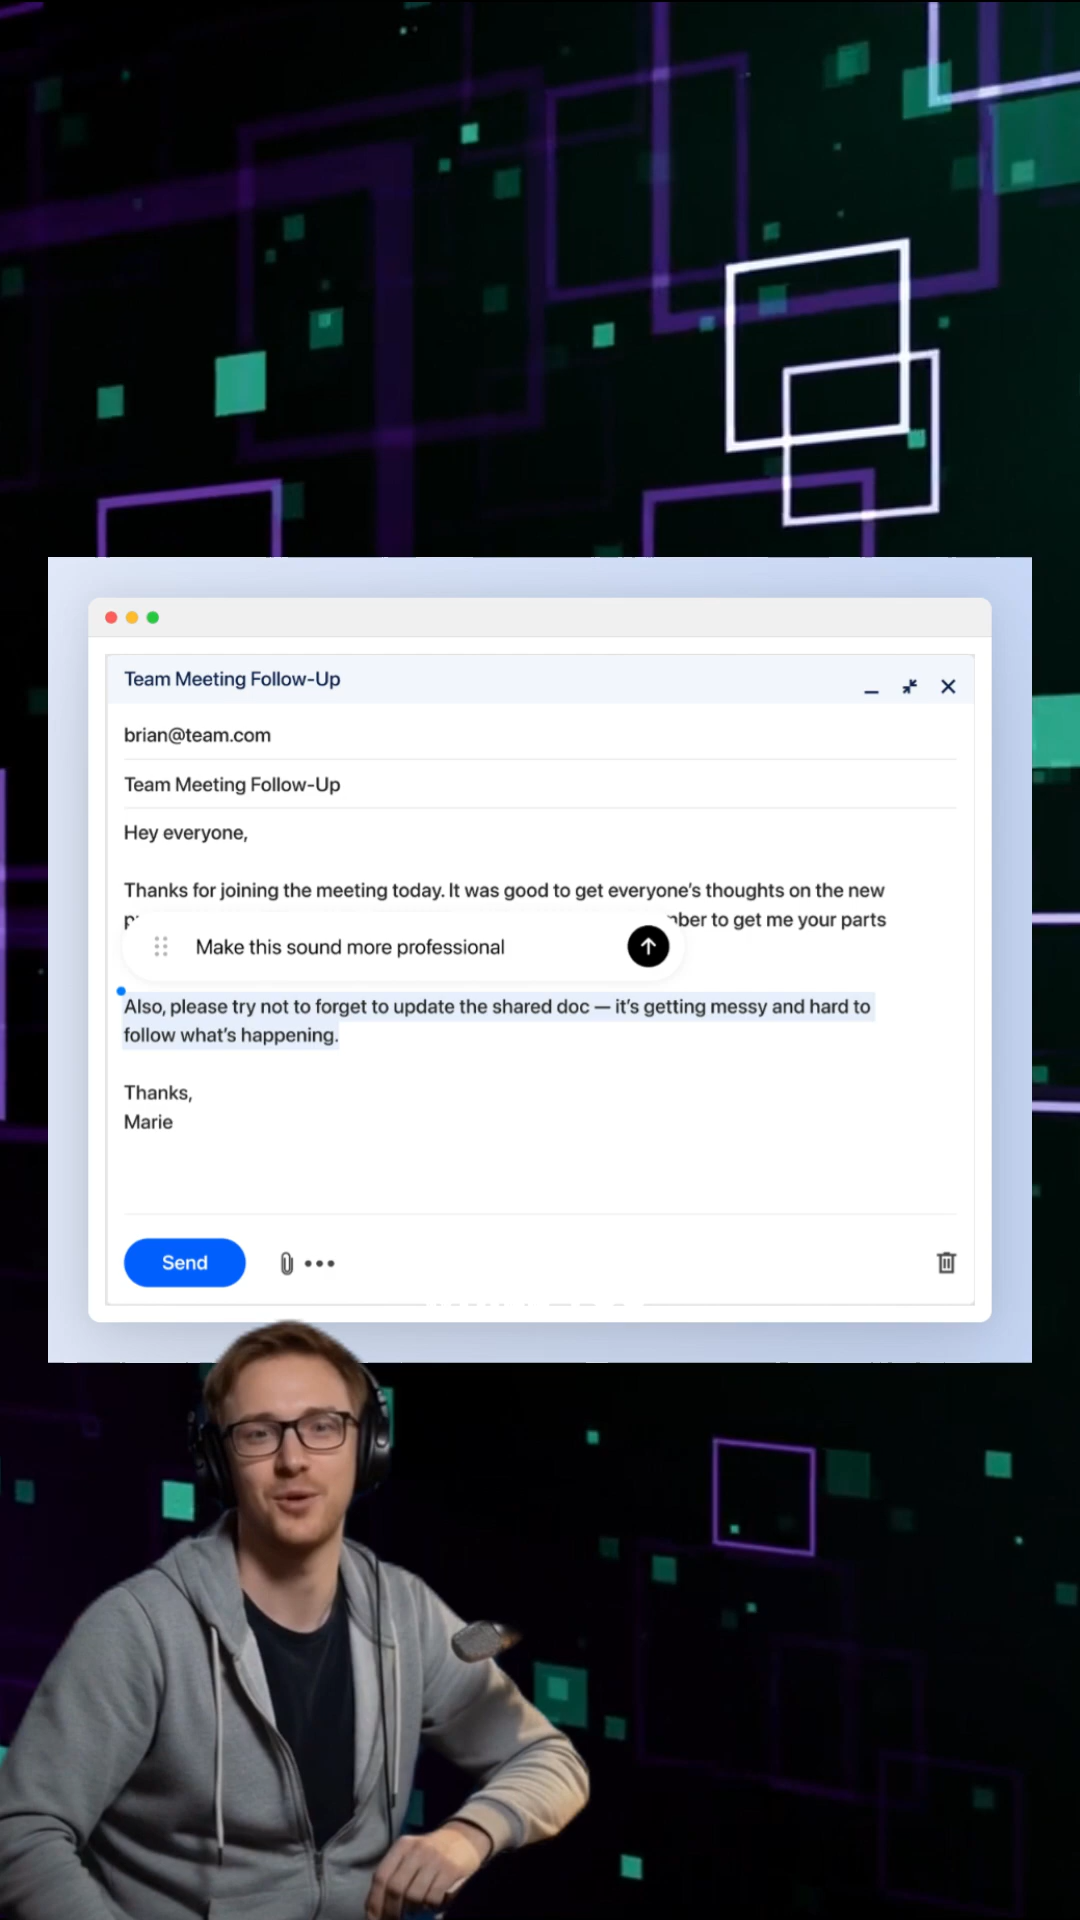 Team Meeting Follow-Up
brian@team.com
Team Meeting Follow-Up
Hey everyone,
Thanks for joining the meeting today. It was good to get everyone's thoughts on the new
to get me your parts
Make this sound more professional
Also, please try not to forget to update the shared doc — it's getting messy and hard to
follow what's happening.
Thanks,
Marie
Send